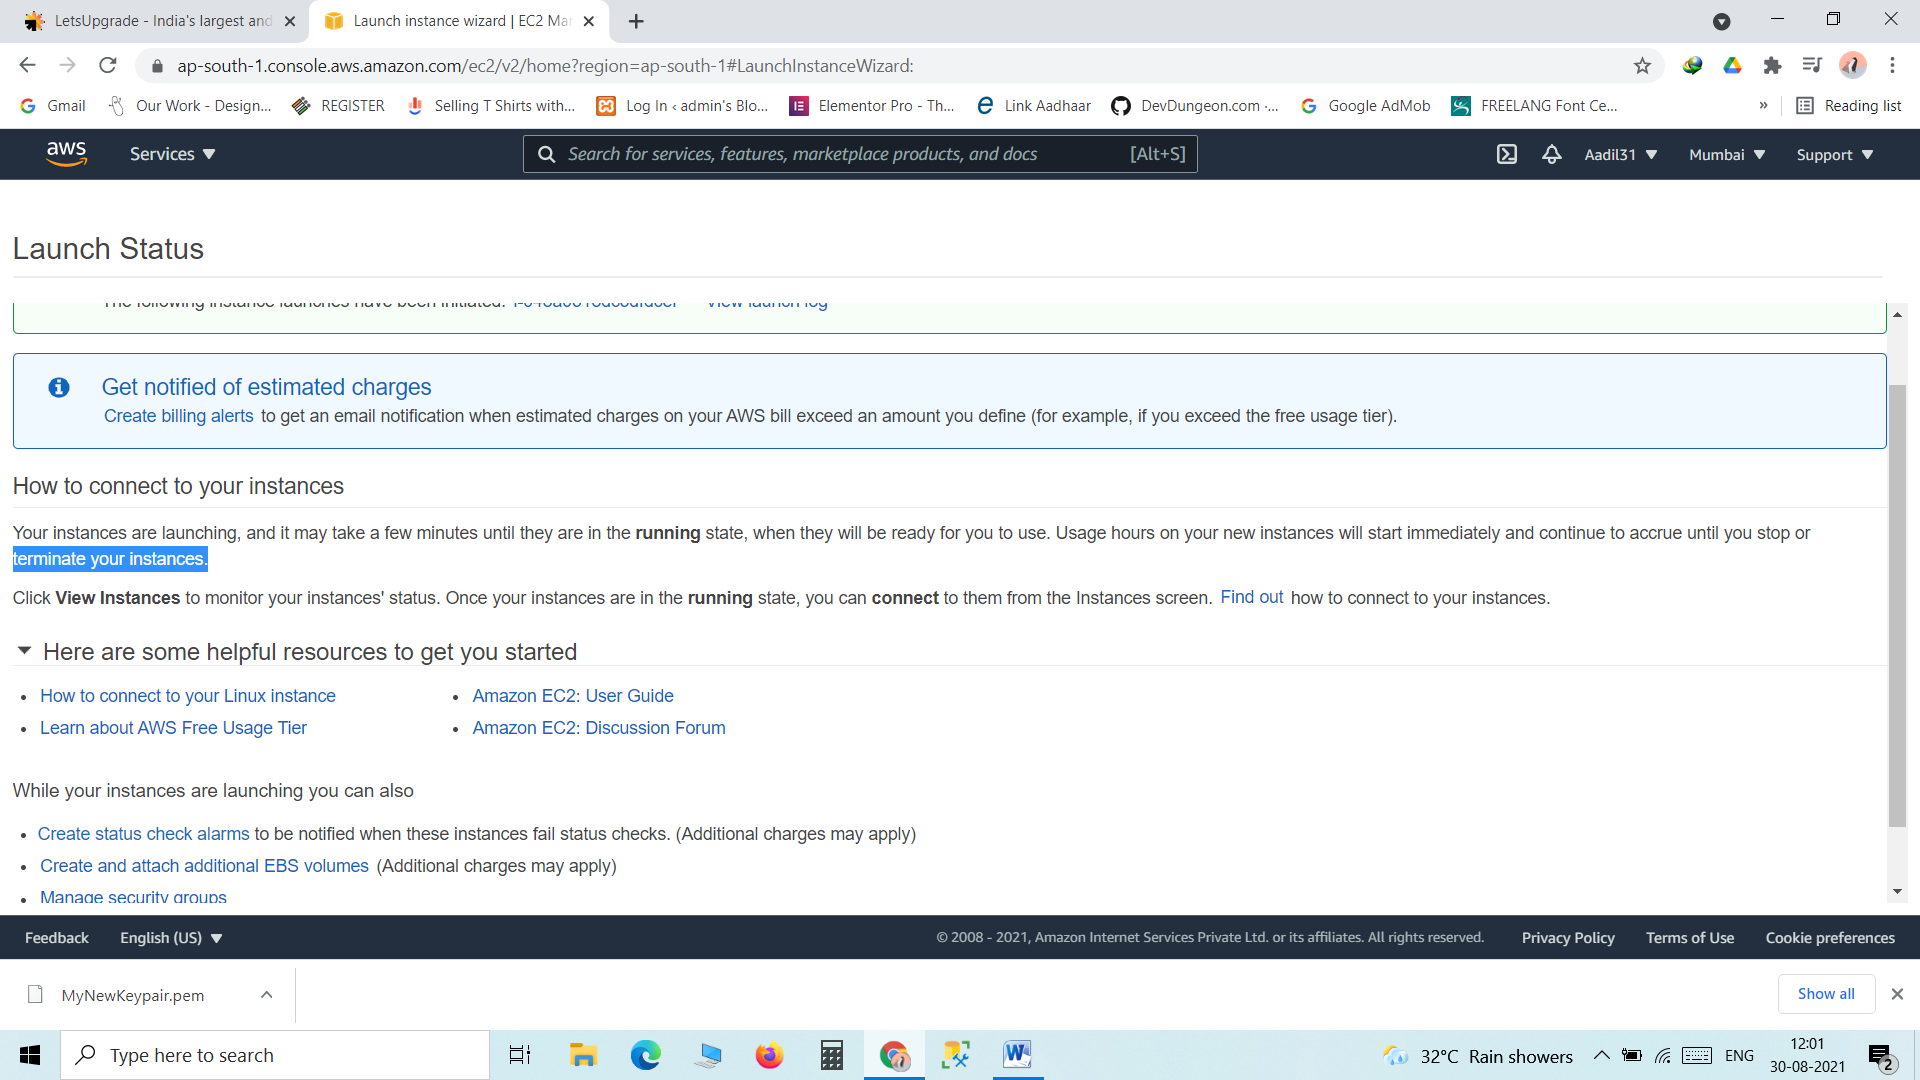 LetsUpgrade - India's largest and
Launch instance wizard | EC2 Ma
ap-south-1.console.aws.amazon.com/ec2/v2/home?region=ap-south-1#LaunchInstanceWizard:
Gmail Our Work - Design... REGISTER Selling T Shirts with... Log In ‹ admin's Blo... Elementor Pro - Th... Link Aadhaar DevDungeon.com -... Google AdMob FREELANG Font Ce... » Reading list
aws Services Search for services, features, marketplace products, and docs [Alt+S] Aadil31 Mumbai Support
Launch Status
The following instance launches have been initiated: View launch log
Get notified of estimated charges
Create billing alerts to get an email notification when estimated charges on your AWS bill exceed an amount you define (for example, if you exceed the free usage tier).
How to connect to your instances
Your instances are launching, and it may take a few minutes until they are in the running state, when they will be ready for you to use. Usage hours on your new instances will start immediately and continue to accrue until you stop or
terminate your instances.
Click View Instances to monitor your instances' status. Once your instances are in the running state, you can connect to them from the Instances screen. Find out how to connect to your instances.
Here are some helpful resources to get you started
• How to connect to your Linux instance • Amazon EC2: User Guide
• Learn about AWS Free Usage Tier • Amazon EC2: Discussion Forum
While your instances are launching you can also
• Create status check alarms to be notified when these instances fail status checks. (Additional charges may apply)
• Create and attach additional EBS volumes (Additional charges may apply)
• Manage security groups
Feedback English (US) © 2008 - 2021, Amazon Internet Services Private Ltd. or its affiliates. All rights reserved. Privacy Policy Terms of Use Cookie preferences
MyNewKeypair.pem Show all
Type here to search 32°C Rain showers ENG 12:01
30-08-2021 2